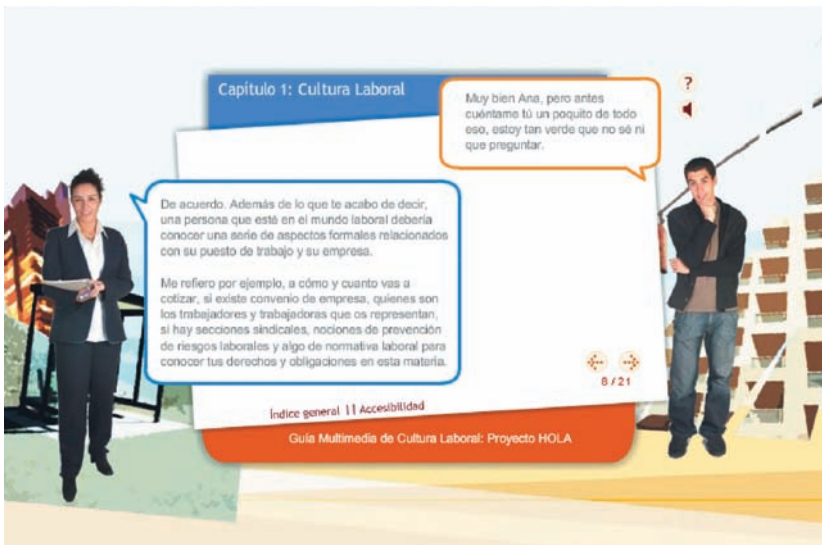 Capítulo 1: Cultura Laboral
Muy bien Ana, pero antes
cuéntame tú un poquito de todo
eso, estoy tan verde que no sé ni
que preguntar.
?
De acuerdo. Además de lo que te acabo de decir,
una persona que esté en el mundo laboral debería
conocer una serie de aspectos formales relacionados
con su puesto de trabajo y su empresa.
Me refiero por ejemplo, a cómo y cuanto vas a
cotizar, si existe convenio de empresa, quienes son
los trabajadores y trabajadoras que os representan,
si hay secciones sindicales, nociones de prevención
de riesgos laborales y algo de normativa laboral para
conocer tus derechos y obligaciones en esta materia.
8 / 21
Índice general || Accesibilidad
Guía Multimedia de Cultura Laboral: Proyecto HOLA